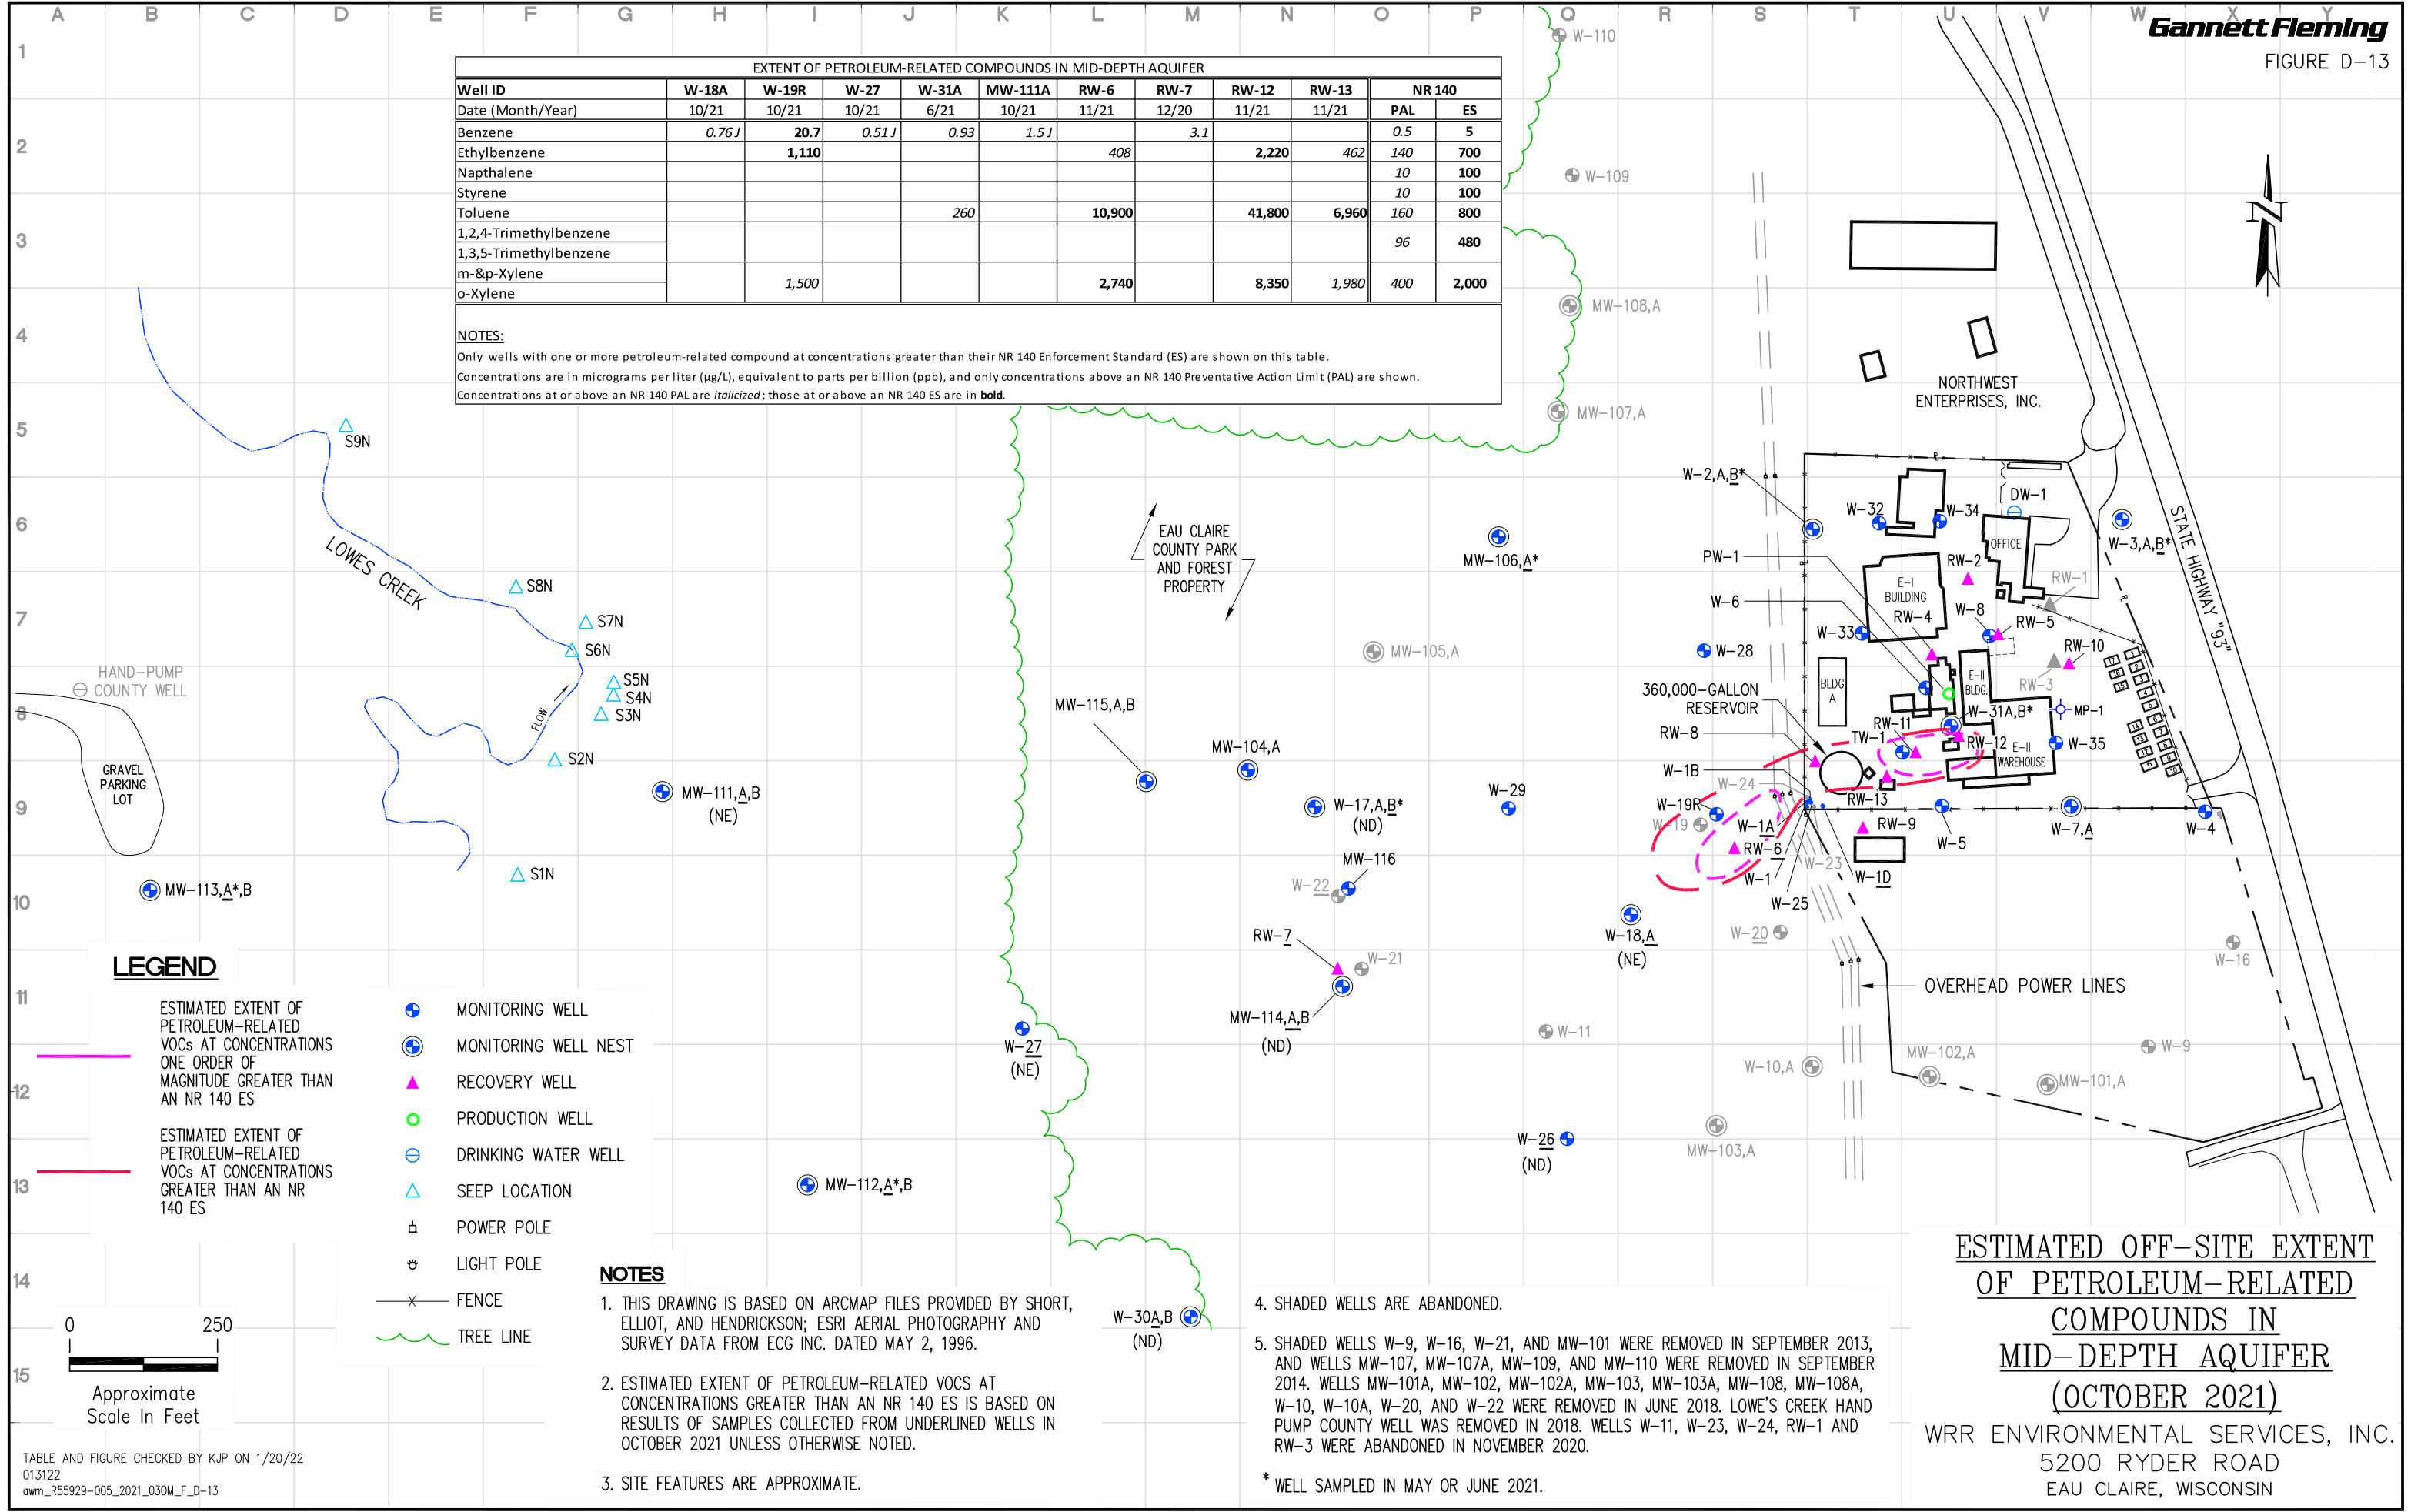 A B C D E F G H I J K L M N O P Q R S T U V W X Y
1
2
3
4
5
6
7
8
9
10
11
12
13
14
15
Gannett Fleming
FIGURE D-13
EXTENT OF PETROLEUM-RELATED COMPOUNDS IN MID-DEPTH AQUIFER
Well ID W-18A W-19R W-27 W-31A MW-111A RW-6 RW-7 RW-12 RW-13 NR 140
Date (Month/Year) 10/21 10/21 10/21 6/21 10/21 11/21 12/20 11/21 11/21 PAL ES
Benzene 0.76 J 20.7 0.51 J 0.93 1.5 J 3.1 0.5 5
Ethylbenzene 1,110 408 2,220 462 140 700
Napthalene 10 100
Styrene 10 100
Toluene 260 10,900 41,800 6,960 160 800
1,2,4-Trimethylbenzene
1,3,5-Trimethylbenzene 96 480
m-&p-Xylene
o-Xylene 1,500 2,740 8,350 1,980 400 2,000
NOTES:
Only wells with one or more petroleum-related compound at concentrations greater than their NR 140 Enforcement Standard (ES) are shown on this table.
Concentrations are in micrograms per liter (µg/L), equivalent to parts per billion (ppb), and only concentrations above an NR 140 Preventative Action Limit (PAL) are shown.
Concentrations at or above an NR 140 PAL are italicized; those at or above an NR 140 ES are in bold.
W-110
W-109
MW-108,A
MW-107,A
N
NORTHWEST
ENTERPRISES, INC.
STATE HIGHWAY "93"
S9N
LOWES CREEK
S8N
S7N
S6N
S5N
S4N
S3N
S2N
S1N
FLOW
HAND-PUMP
COUNTY WELL
GRAVEL
PARKING
LOT
EAU CLAIRE
COUNTY PARK
AND FOREST
PROPERTY
MW-106,A*
MW-105,A
W-2,A,B*
W-32
W-34
DW-1
OFFICE
W-3,A,B*
PW-1
RW-2
RW-1
E-I
BUILDING
W-6
RW-4
W-8
RW-5
W-33
W-28
RW-10
RW-3
BLDG
A
E-II
BLDG.
360,000-GALLON
RESERVOIR
W-31A,B*
MP-1
RW-8
RW-11
TW-1
RW-12
E-II
WAREHOUSE
W-35
W-1B
W-24
RW-13
W-19R
W-19
W-1A
RW-9
W-5
W-7,A
W-4
RW-6
W-23
W-1
W-1D
W-25
MW-115,A,B
MW-104,A
MW-111,A,B
(NE)
W-17,A,B*
(ND)
W-29
MW-116
W-22
MW-113,A*,B
RW-7
W-21
W-18,A
(NE)
W-20
W-16
OVERHEAD POWER LINES
MW-114,A,B
(ND)
W-11
W-27
(NE)
W-10,A
MW-102,A
W-9
MW-101,A
W-26
(ND)
MW-103,A
MW-112,A*,B
W-30A,B
(ND)
LEGEND
ESTIMATED EXTENT OF
PETROLEUM-RELATED
VOCs AT CONCENTRATIONS
ONE ORDER OF
MAGNITUDE GREATER THAN
AN NR 140 ES
ESTIMATED EXTENT OF
PETROLEUM-RELATED
VOCs AT CONCENTRATIONS
GREATER THAN AN NR
140 ES
MONITORING WELL
MONITORING WELL NEST
RECOVERY WELL
PRODUCTION WELL
DRINKING WATER WELL
SEEP LOCATION
POWER POLE
LIGHT POLE
FENCE
TREE LINE
0 250
Approximate
Scale In Feet
TABLE AND FIGURE CHECKED BY KJP ON 1/20/22
013122
awm_R55929-005_2021_030M_F_D-13
NOTES
1. THIS DRAWING IS BASED ON ARCMAP FILES PROVIDED BY SHORT,
ELLIOT, AND HENDRICKSON; ESRI AERIAL PHOTOGRAPHY AND
SURVEY DATA FROM ECG INC. DATED MAY 2, 1996.
2. ESTIMATED EXTENT OF PETROLEUM-RELATED VOCS AT
CONCENTRATIONS GREATER THAN AN NR 140 ES IS BASED ON
RESULTS OF SAMPLES COLLECTED FROM UNDERLINED WELLS IN
OCTOBER 2021 UNLESS OTHERWISE NOTED.
3. SITE FEATURES ARE APPROXIMATE.
4. SHADED WELLS ARE ABANDONED.
5. SHADED WELLS W-9, W-16, W-21, AND MW-101 WERE REMOVED IN SEPTEMBER 2013,
AND WELLS MW-107, MW-107A, MW-109, AND MW-110 WERE REMOVED IN SEPTEMBER
2014. WELLS MW-101A, MW-102, MW-102A, MW-103, MW-103A, MW-108, MW-108A,
W-10, W-10A, W-20, AND W-22 WERE REMOVED IN JUNE 2018. LOWE'S CREEK HAND
PUMP COUNTY WELL WAS REMOVED IN 2018. WELLS W-11, W-23, W-24, RW-1 AND
RW-3 WERE ABANDONED IN NOVEMBER 2020.
* WELL SAMPLED IN MAY OR JUNE 2021.
ESTIMATED OFF-SITE EXTENT
OF PETROLEUM-RELATED
COMPOUNDS IN
MID-DEPTH AQUIFER
(OCTOBER 2021)
WRR ENVIRONMENTAL SERVICES, INC.
5200 RYDER ROAD
EAU CLAIRE, WISCONSIN